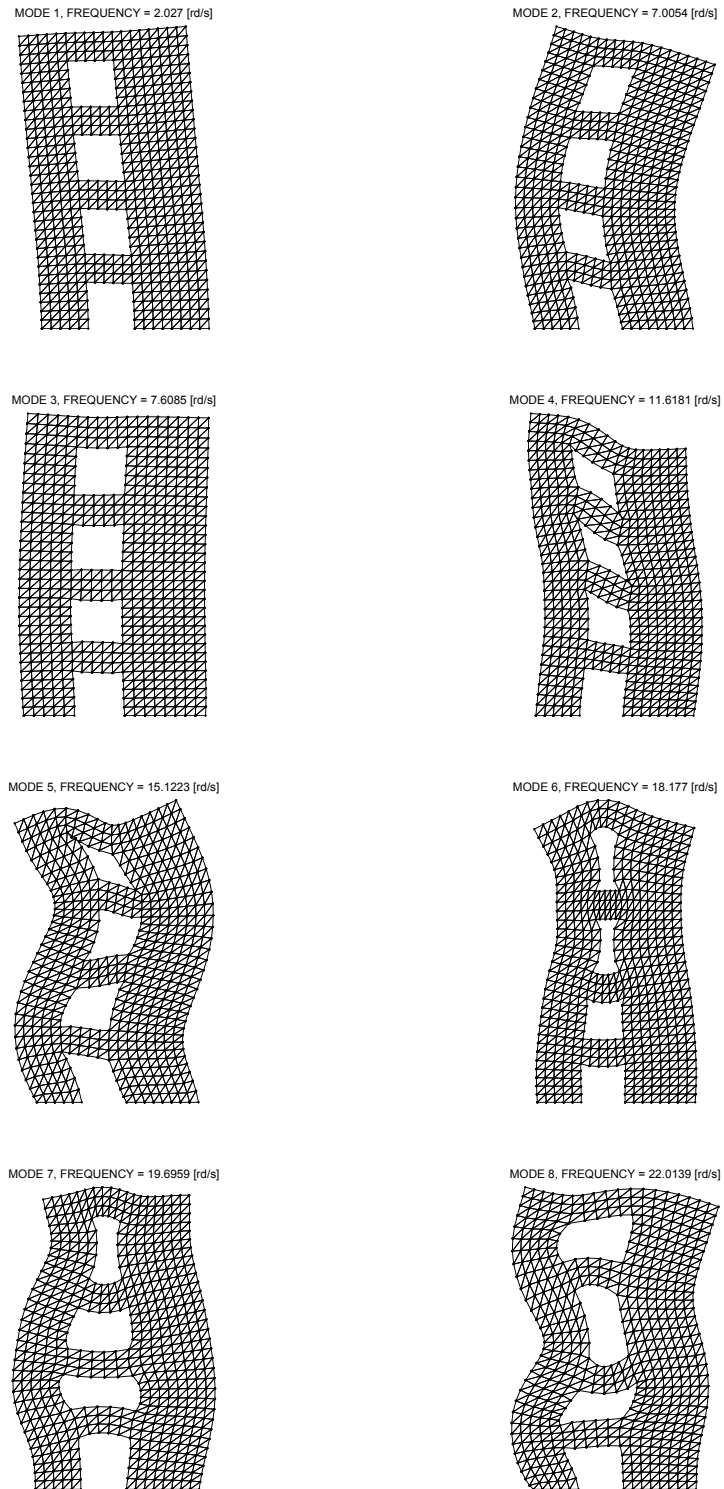 MODE 1, FREQUENCY = 2.027 [rd/s]
MODE 2, FREQUENCY = 7.0054 [rd/s]
MODE 3, FREQUENCY = 7.6085 [rd/s]
MODE 4, FREQUENCY = 11.6181 [rd/s]
MODE 5, FREQUENCY = 15.1223 [rd/s]
MODE 6, FREQUENCY = 18.177 [rd/s]
MODE 7, FREQUENCY = 19.6959 [rd/s]
MODE 8, FREQUENCY = 22.0139 [rd/s]